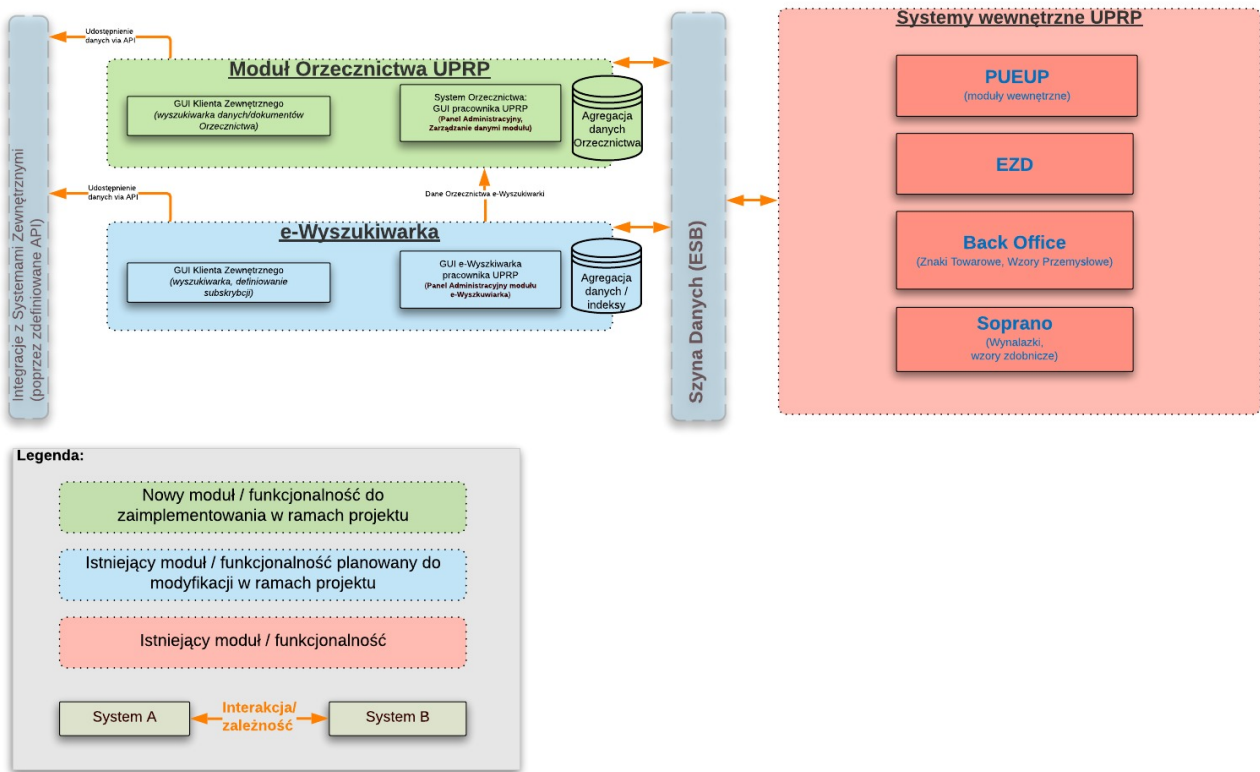 Integracje z Systemami Zewnętrznymi
(poprzez zdefiniowane API)
Udostępnienie
danych via API
Moduł Orzecznictwa UPRP
GUI Klienta Zewnętrznego
(wyszukiwarka danych/dokumentów
Orzecznictwa)
System Orzecznictwa:
GUI pracownika UPRP
(Panel Administracyjny,
Zarządzanie danymi modułu)
Agregacja
danych
Orzecznictwa
Udostępnienie
danych via API
Dane Orzecznictwa e-Wyszukiwarki
e-Wyszukiwarka
GUI Klienta Zewnętrznego
(wyszukiwarka, definiowanie
subskrybcji)
GUI e-Wyszkiwarka
pracownika UPRP
(Panel Administracyjny modułu
e-Wyszkuwiarka)
Agregacja
danych /
indeksy
Szyna Danych (ESB)
Systemy wewnętrzne UPRP
PUEUP
(moduły wewnętrzne)
EZD
Back Office
(Znaki Towarowe, Wzory Przemysłowe)
Soprano
(Wynalazki,
wzory zdobnicze)
Legenda:
Nowy moduł / funkcjonalność do
zaimplementowania w ramach projektu
Istniejący moduł / funkcjonalność planowany do
modyfikacji w ramach projektu
Istniejący moduł / funkcjonalność
System A
Interakcja/
zależność
System B